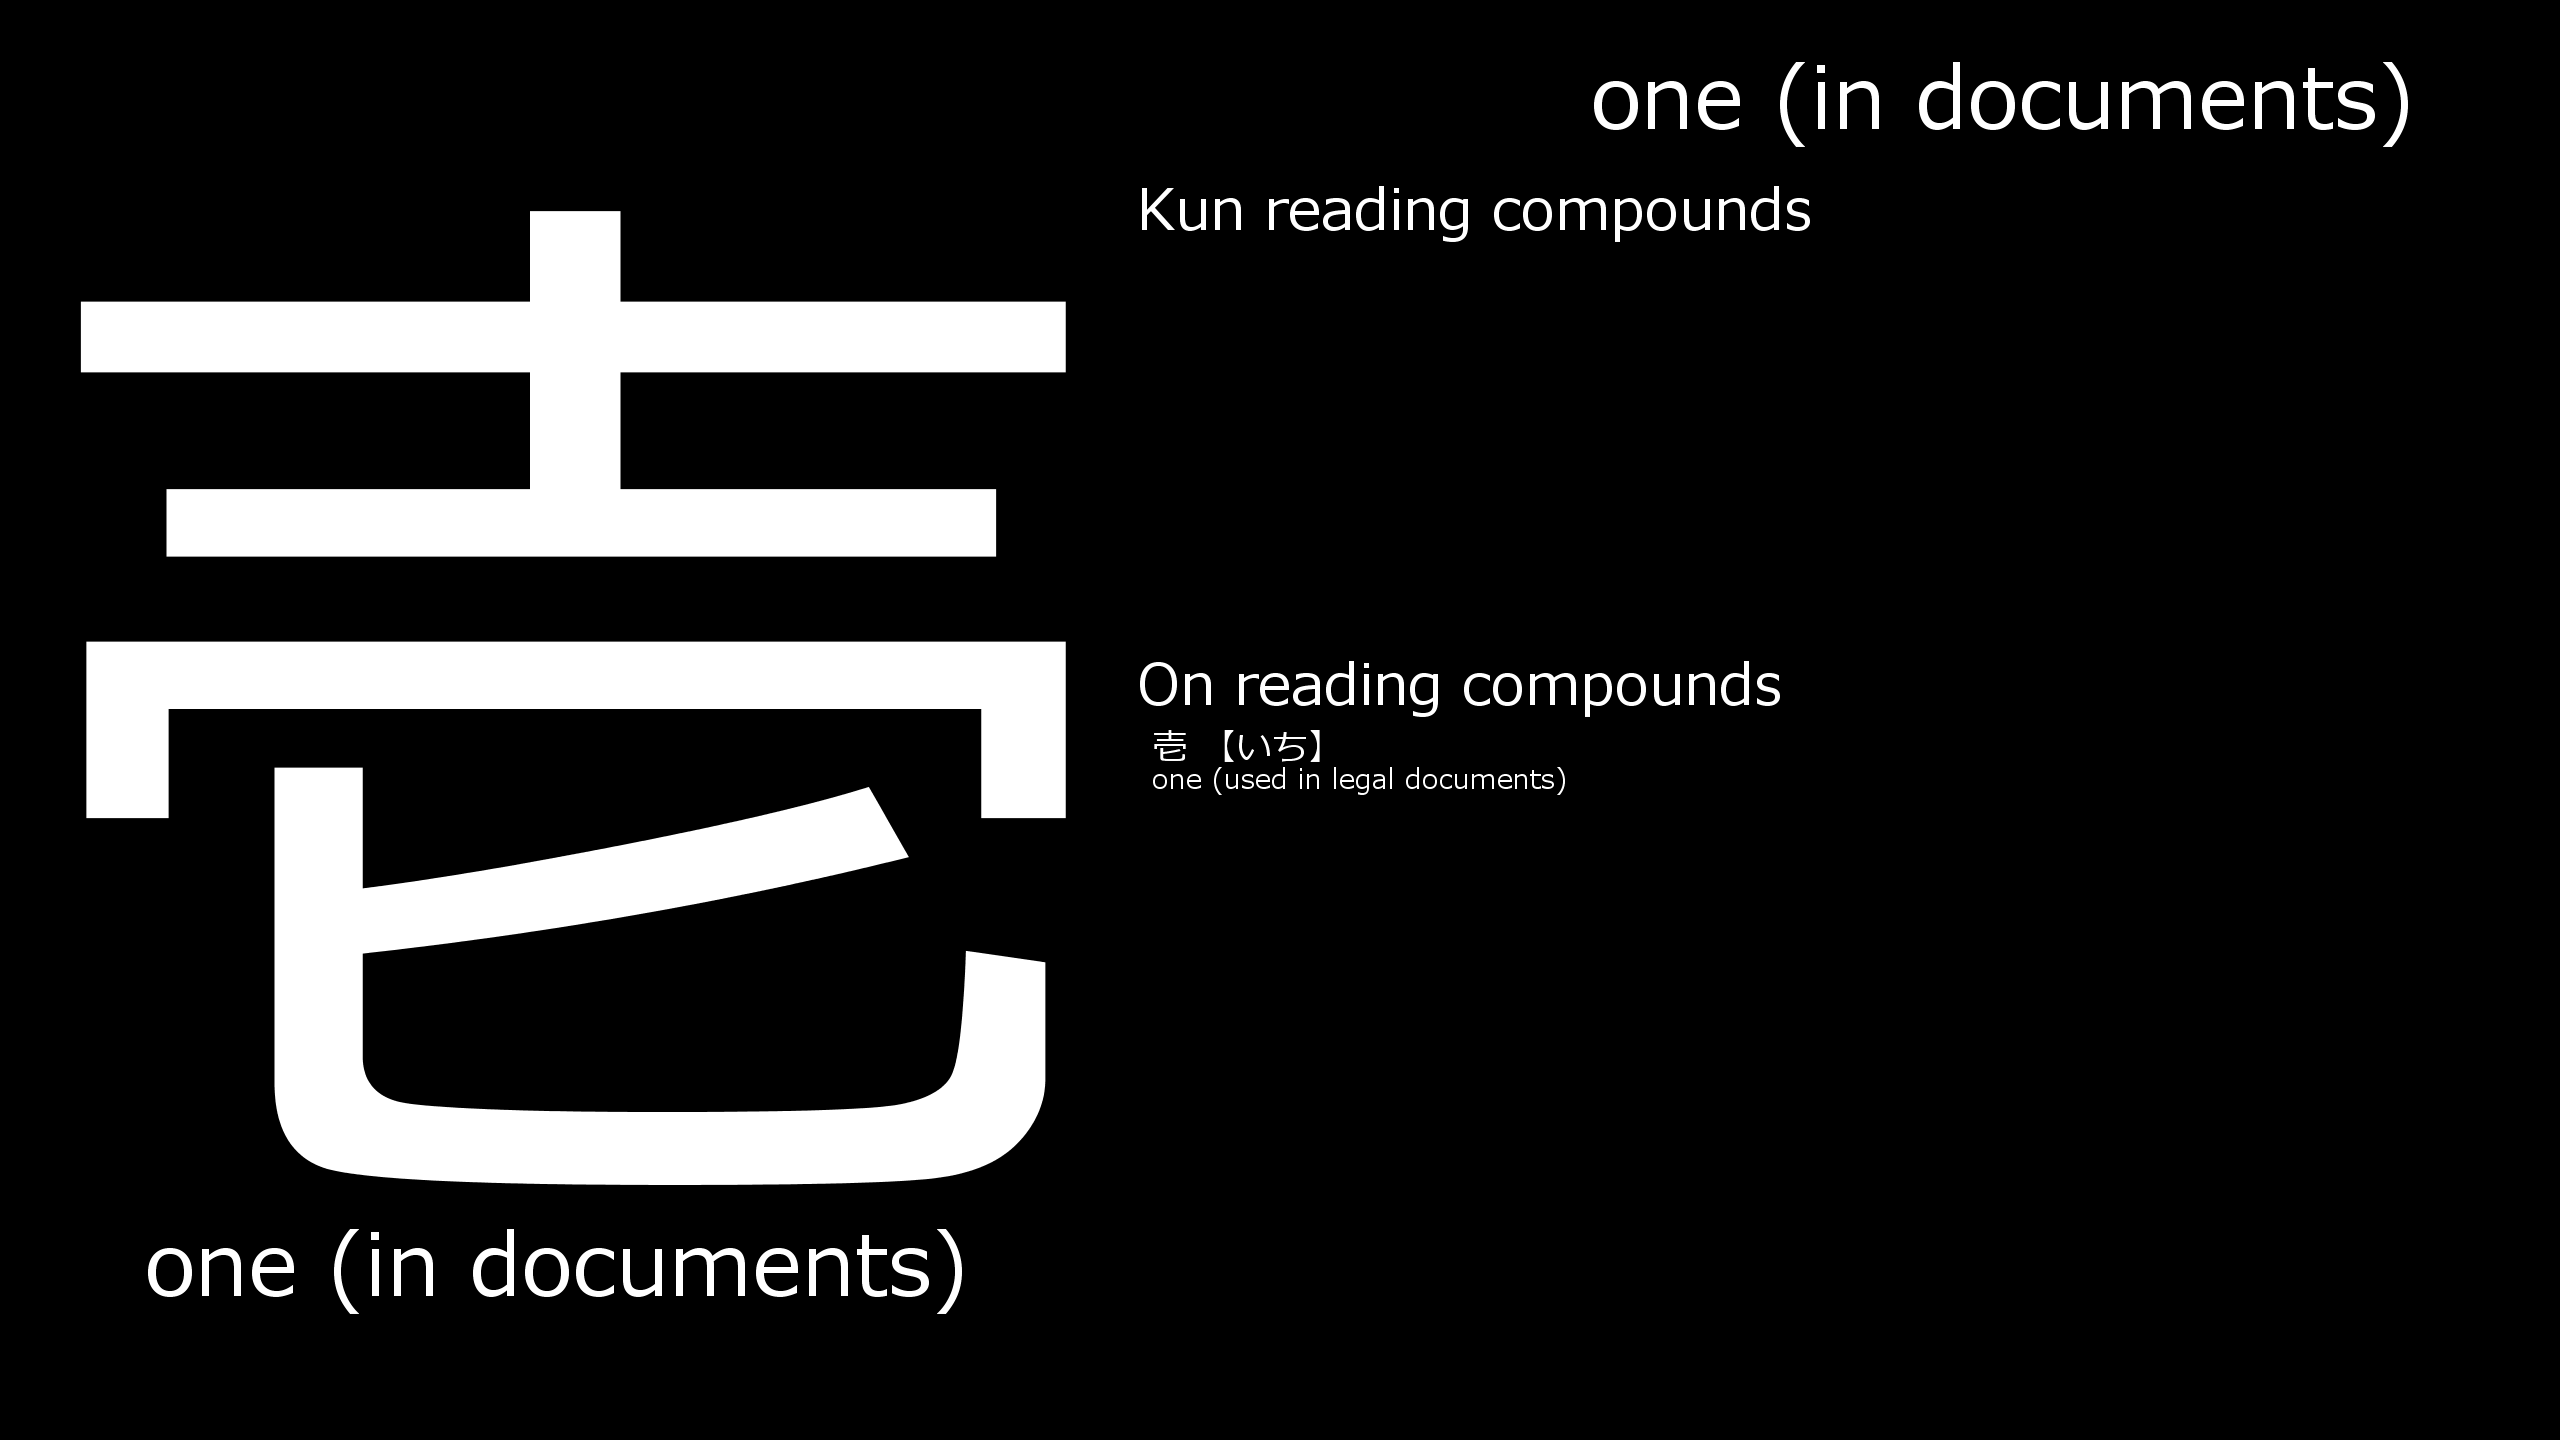 壱
one (in documents)
one (in documents)
Kun reading compounds
On reading compounds
壱 【いち】
one (used in legal documents)